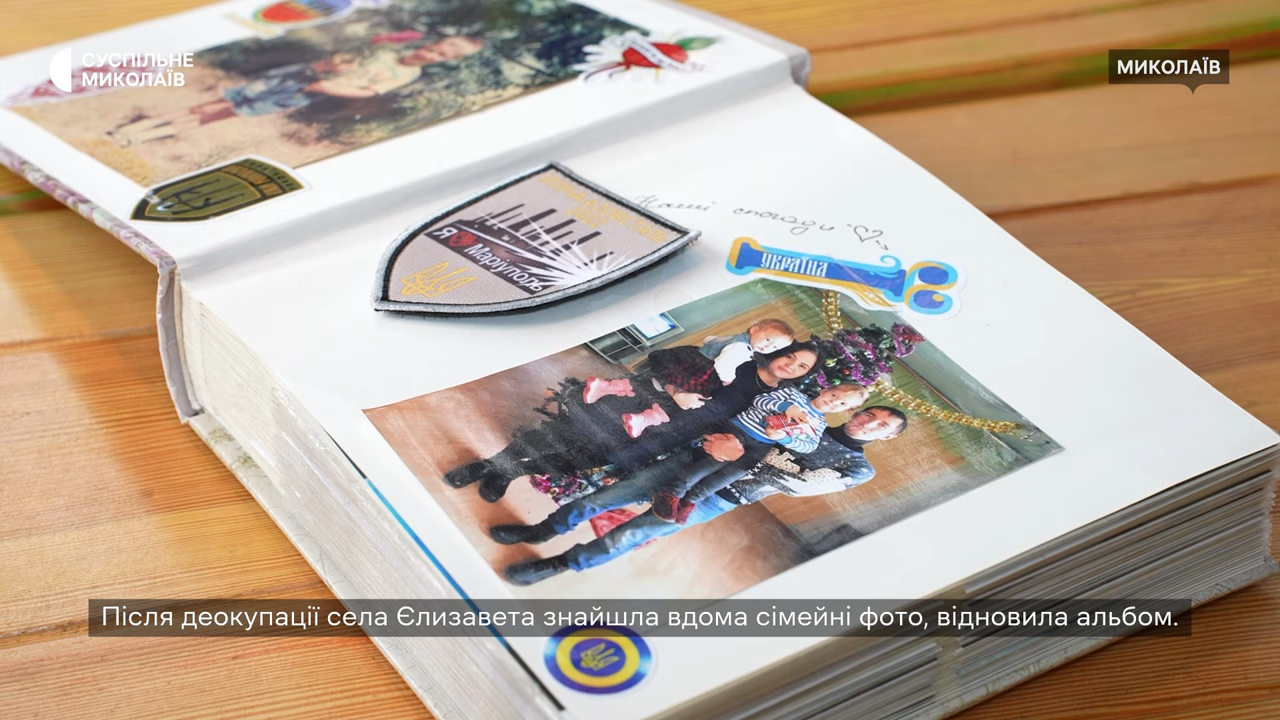 СУСПІЛЬНЕ
МИКОЛАЇВ
МИКОЛАЇВ
Наші спогади
Я Маріуполь
УКРАЇНА
Після деокупації села Єлизавета знайшла вдома сімейні фото, відновила альбом.